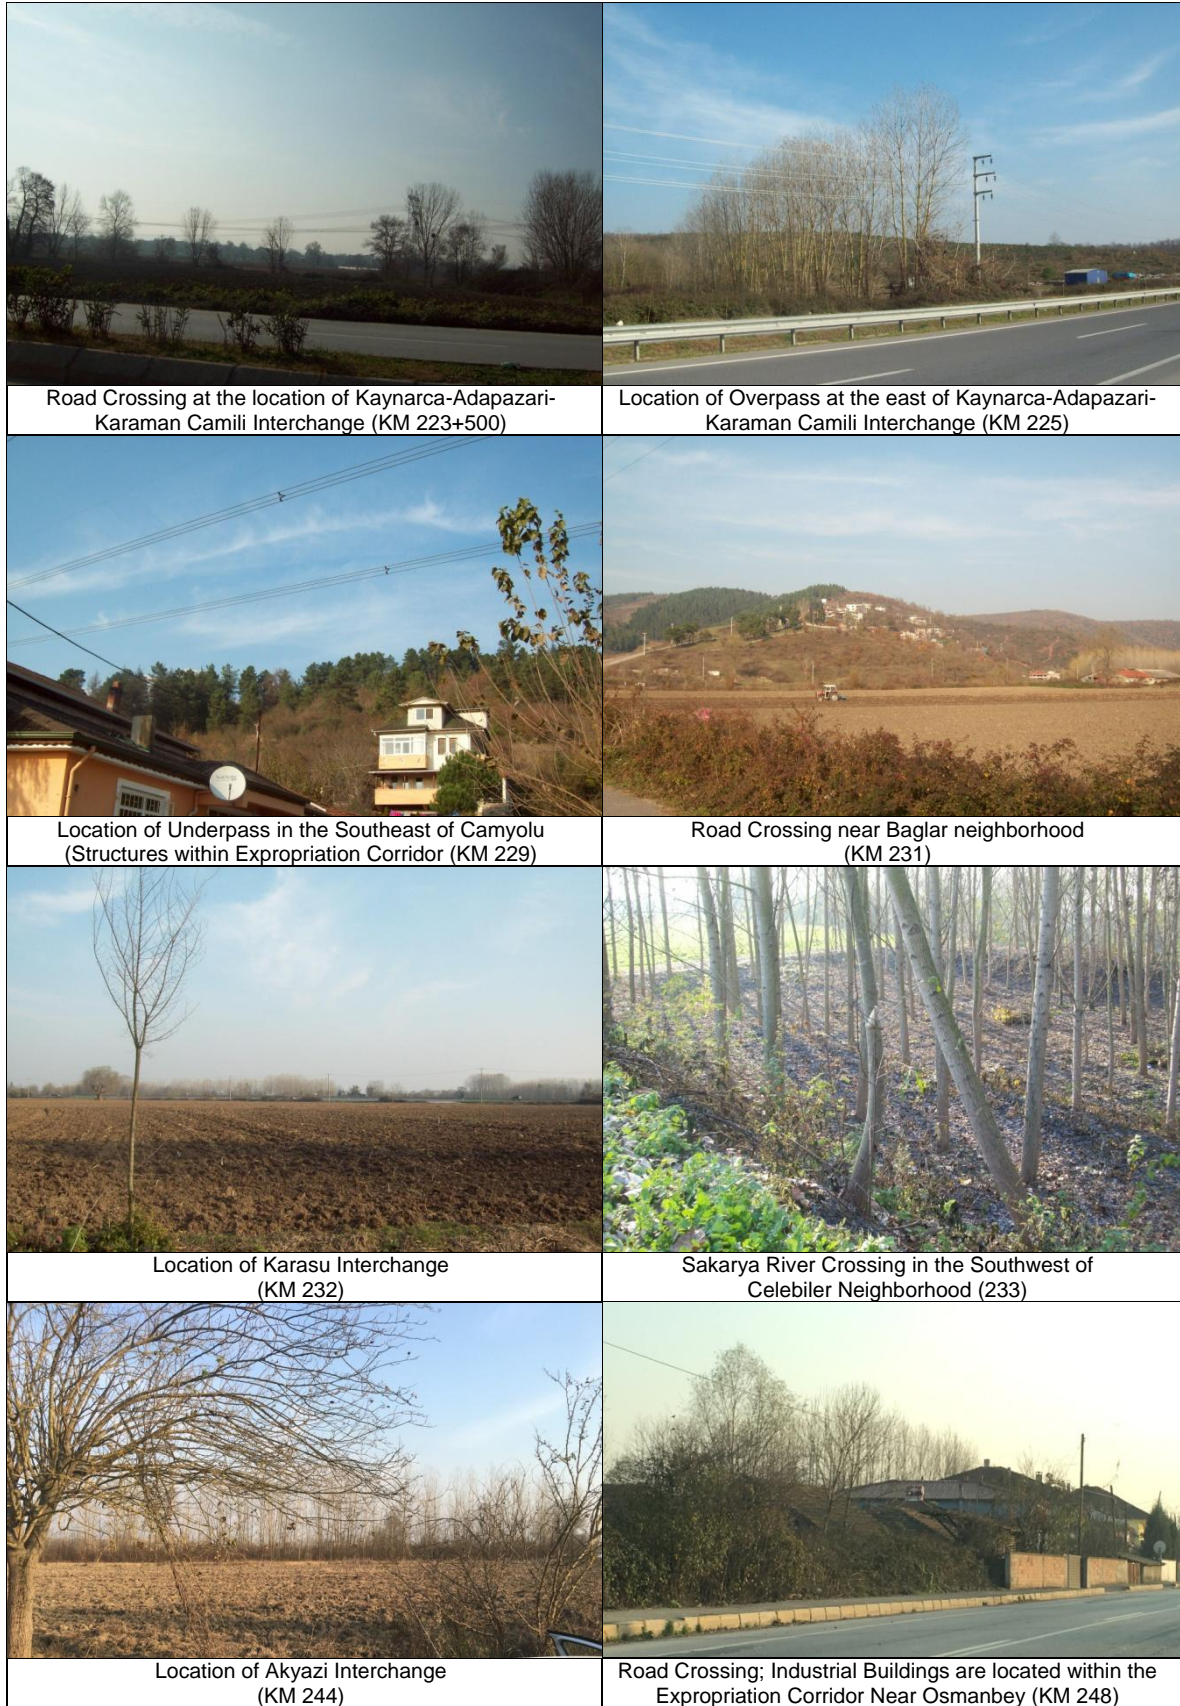 Road Crossing at the location of Kaynarca-Adapazari-
Karaman Camili Interchange (KM 223+500)
Location of Overpass at the east of Kaynarca-Adapazari-
Karaman Camili Interchange (KM 225)
Location of Underpass in the Southeast of Camyolu
(Structures within Expropriation Corridor (KM 229)
Road Crossing near Baglar neighborhood
(KM 231)
Location of Karasu Interchange
(KM 232)
Sakarya River Crossing in the Southwest of
Celebiler Neighborhood (233)
Location of Akyazi Interchange
(KM 244)
Road Crossing; Industrial Buildings are located within the
Expropriation Corridor Near Osmanbey (KM 248)